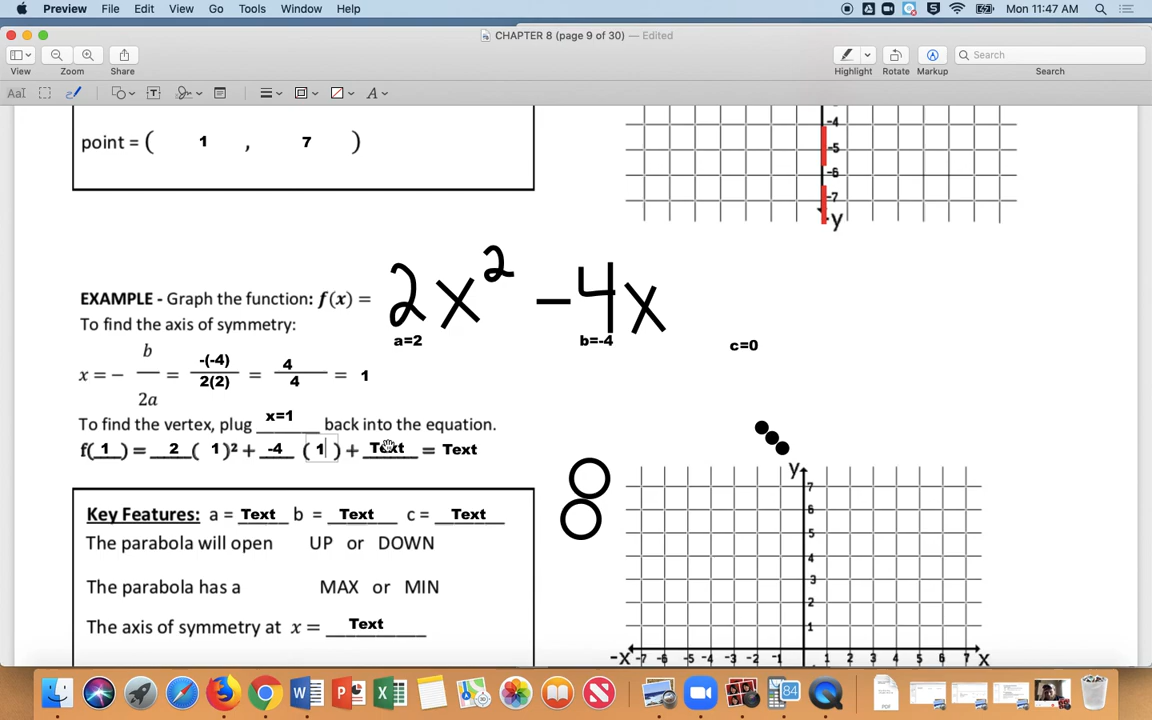 Preview File Edit View Go Tools Window Help Mon 11:47 AM
CHAPTER 8 (page 9 of 30) — Edited
View Zoom Share Highlight Rotate Markup Search Search
AaI T A
point = ( 1 , 7 )
-4
-5
-6
-7
y
EXAMPLE - Graph the function: f(x) = 2x² -4x
To find the axis of symmetry:
a=2 b=-4 c=0
x = - b/2a = -(-4)/2(2) = 4/4 = 1
To find the vertex, plug x=1 back into the equation.
f( 1 ) = 2 ( 1 )² + -4 ( 1 ) + Text = Text
Key Features: a = Text b = Text c = Text
The parabola will open UP or DOWN
The parabola has a MAX or MIN
The axis of symmetry at x = Text
y
7
6
5
4
3
2
1
-x -7 -6 -5 -4 -3 -2 -1 1 2 3 4 5 6 7 x
84